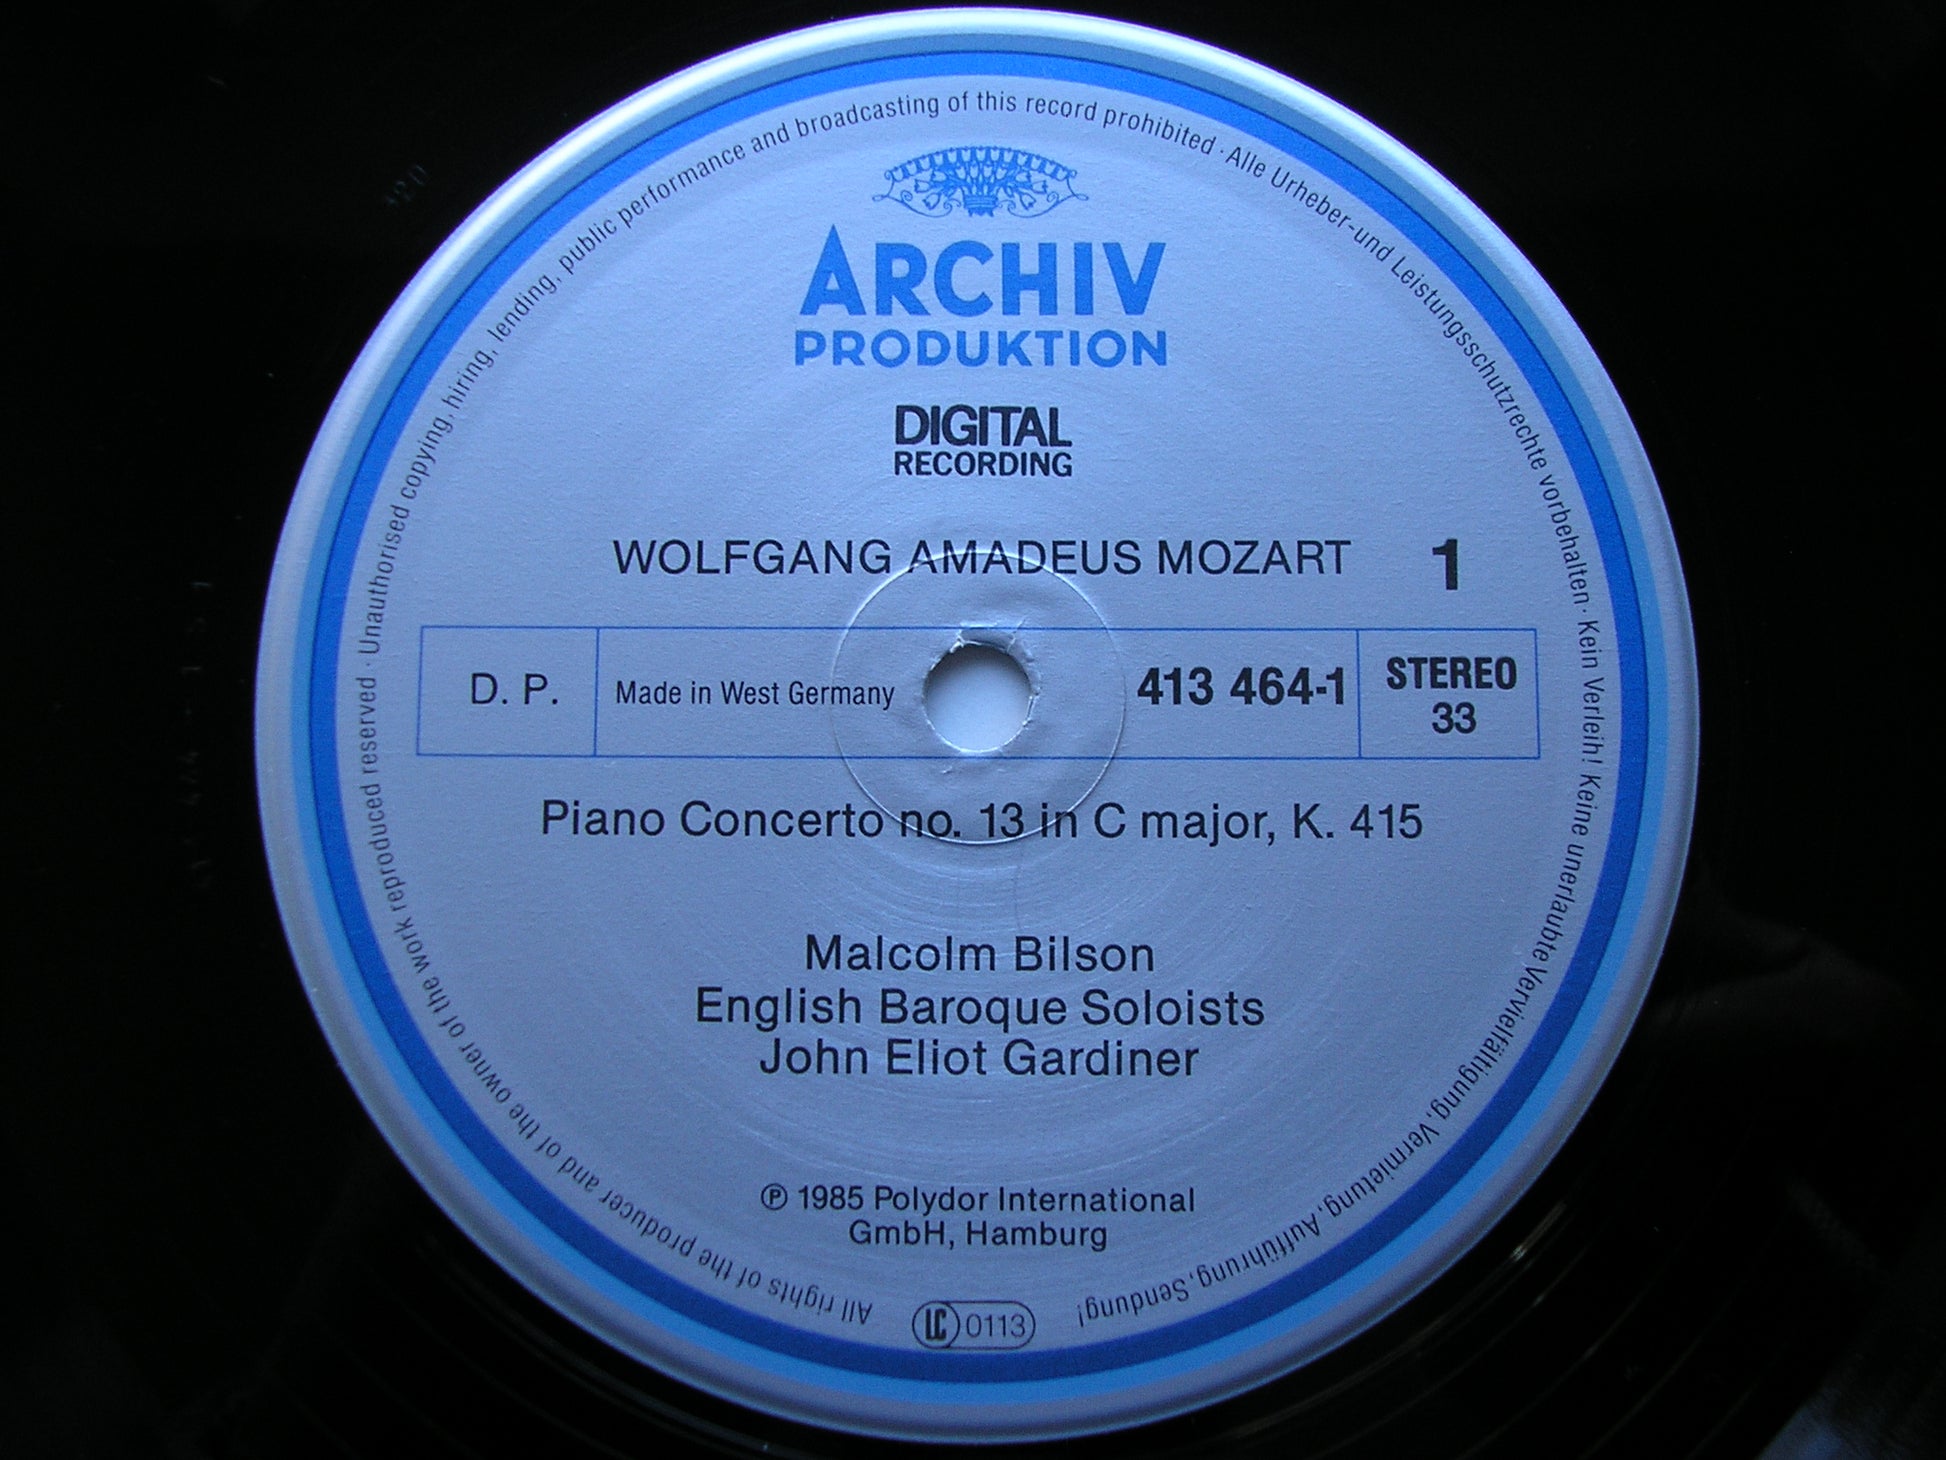 All rights of the producer and of the owner of the work reproduced reserved · Unauthorised copying, hiring, lending, public performance and broadcasting of this record prohibited · Alle Urheber-und Leistungsschutzrechte vorbehalten · Kein Verleih! Keine unerlaubte Vervielfältigung, Vermietung, Aufführung, Sendung!
ARCHIV
PRODUKTION
DIGITAL
RECORDING
WOLFGANG AMADEUS MOZART 1
D. P. Made in West Germany 413 464-1 STEREO
33
Piano Concerto no. 13 in C major, K. 415
Malcolm Bilson
English Baroque Soloists
John Eliot Gardiner
℗ 1985 Polydor International
GmbH, Hamburg
LC 0113